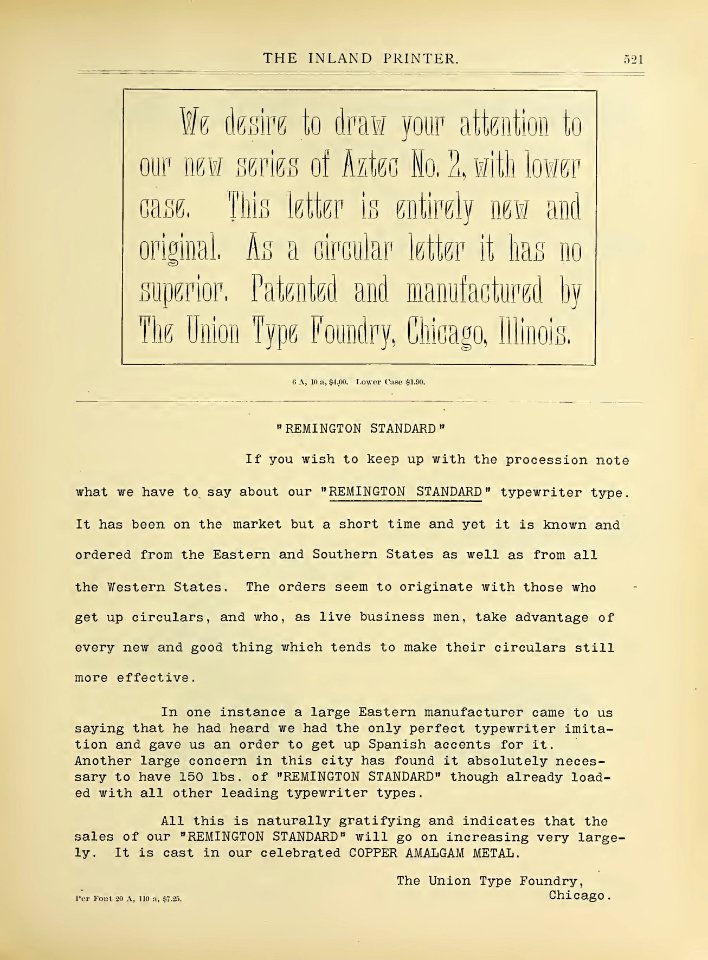 THE INLAND PRINTER. 521
We desire to draw your attention to
our new series of Aztec No. 2, with lower
case. This letter is entirely new and
original. As a circular letter it has no
superior. Patented and manufactured by
The Union Type Foundry, Chicago, Illinois.
6 A, 10 a, $4.00. Lower Case $1.90.
"REMINGTON STANDARD"
If you wish to keep up with the procession note
what we have to say about our "REMINGTON STANDARD" typewriter type.
It has been on the market but a short time and yet it is known and
ordered from the Eastern and Southern States as well as from all
the Western States. The orders seem to originate with those who
get up circulars, and who, as live business men, take advantage of
every new and good thing which tends to make their circulars still
more effective.
In one instance a large Eastern manufacturer came to us
saying that he had heard we had the only perfect typewriter imita-
tion and gave us an order to get up Spanish accents for it.
Another large concern in this city has found it absolutely neces-
sary to have 150 lbs. of "REMINGTON STANDARD" though already load-
ed with all other leading typewriter types.
All this is naturally gratifying and indicates that the
sales of our "REMINGTON STANDARD" will go on increasing very large-
ly. It is cast in our celebrated COPPER AMALGAM METAL.
The Union Type Foundry,
Chicago.
Per Font 20 A, 110 a, $7.25.